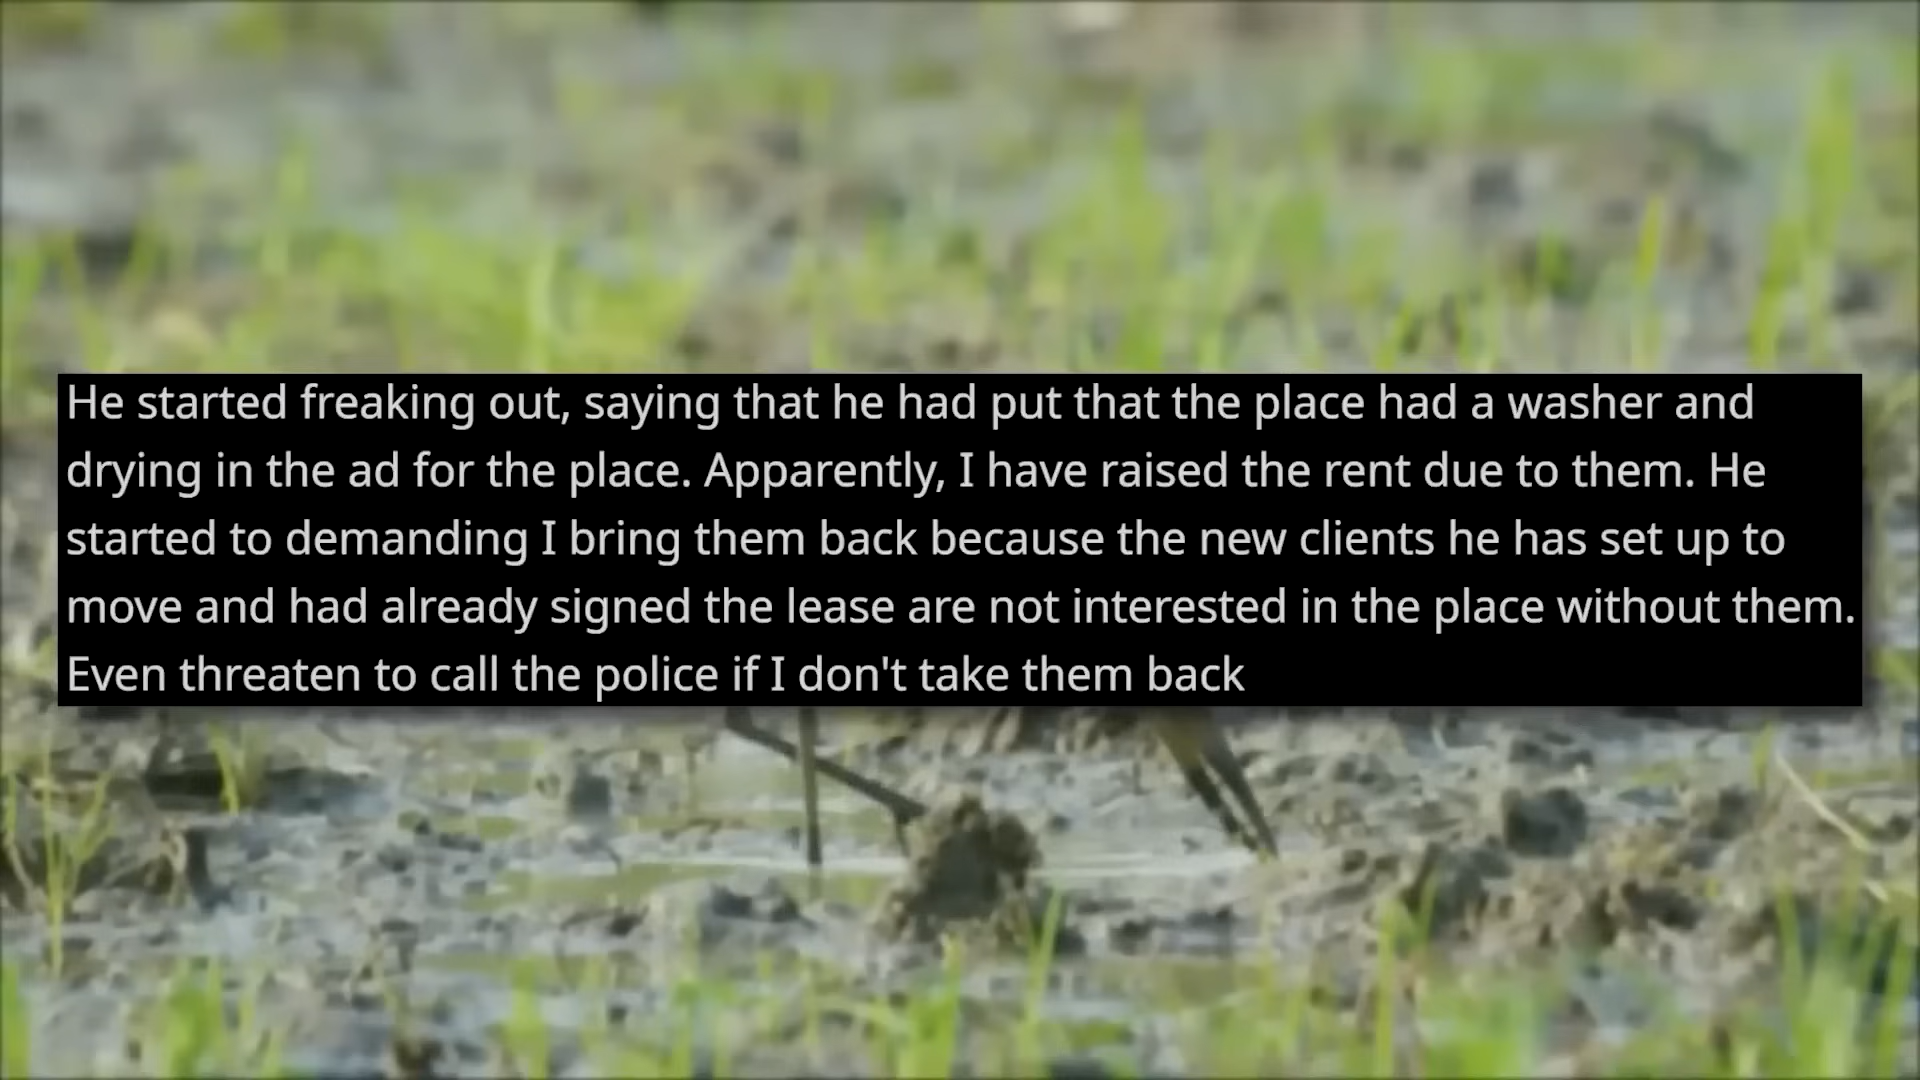 He started freaking out, saying that he had put that the place had a washer and
drying in the ad for the place. Apparently, I have raised the rent due to them. He
started to demanding I bring them back because the new clients he has set up to
move and had already signed the lease are not interested in the place without them.
Even threaten to call the police if I don't take them back